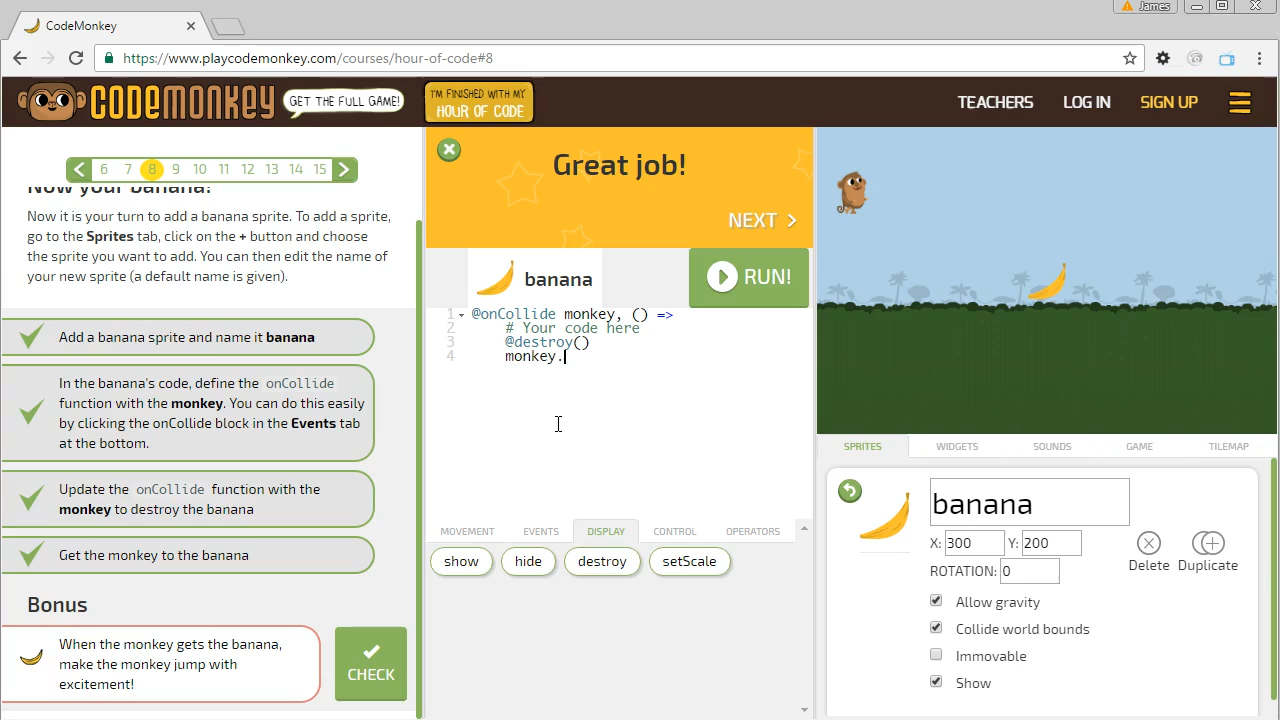 CodeMonkey
James
https://www.playcodemonkey.com/courses/hour-of-code#8
CODEMONKEY
GET THE FULL GAME!
I'M FINISHED WITH MY
HOUR OF CODE
TEACHERS
LOG IN
SIGN UP
6 7 8 9 10 11 12 13 14 15
Now your banana!
Now it is your turn to add a banana sprite. To add a sprite,
go to the Sprites tab, click on the + button and choose
the sprite you want to add. You can then edit the name of
your new sprite (a default name is given).
Add a banana sprite and name it banana
In the banana's code, define the onCollide
function with the monkey. You can do this easily
by clicking the onCollide block in the Events tab
at the bottom.
Update the onCollide function with the
monkey to destroy the banana
Get the monkey to the banana
Bonus
When the monkey gets the banana,
make the monkey jump with
excitement!
CHECK
Great job!
NEXT
banana
RUN!
1 @onCollide monkey, () =>
2 # Your code here
3 @destroy()
4 monkey.
MOVEMENT EVENTS DISPLAY CONTROL OPERATORS
show hide destroy setScale
SPRITES WIDGETS SOUNDS GAME TILEMAP
banana
X: 300 Y: 200
ROTATION: 0
Delete Duplicate
Allow gravity
Collide world bounds
Immovable
Show